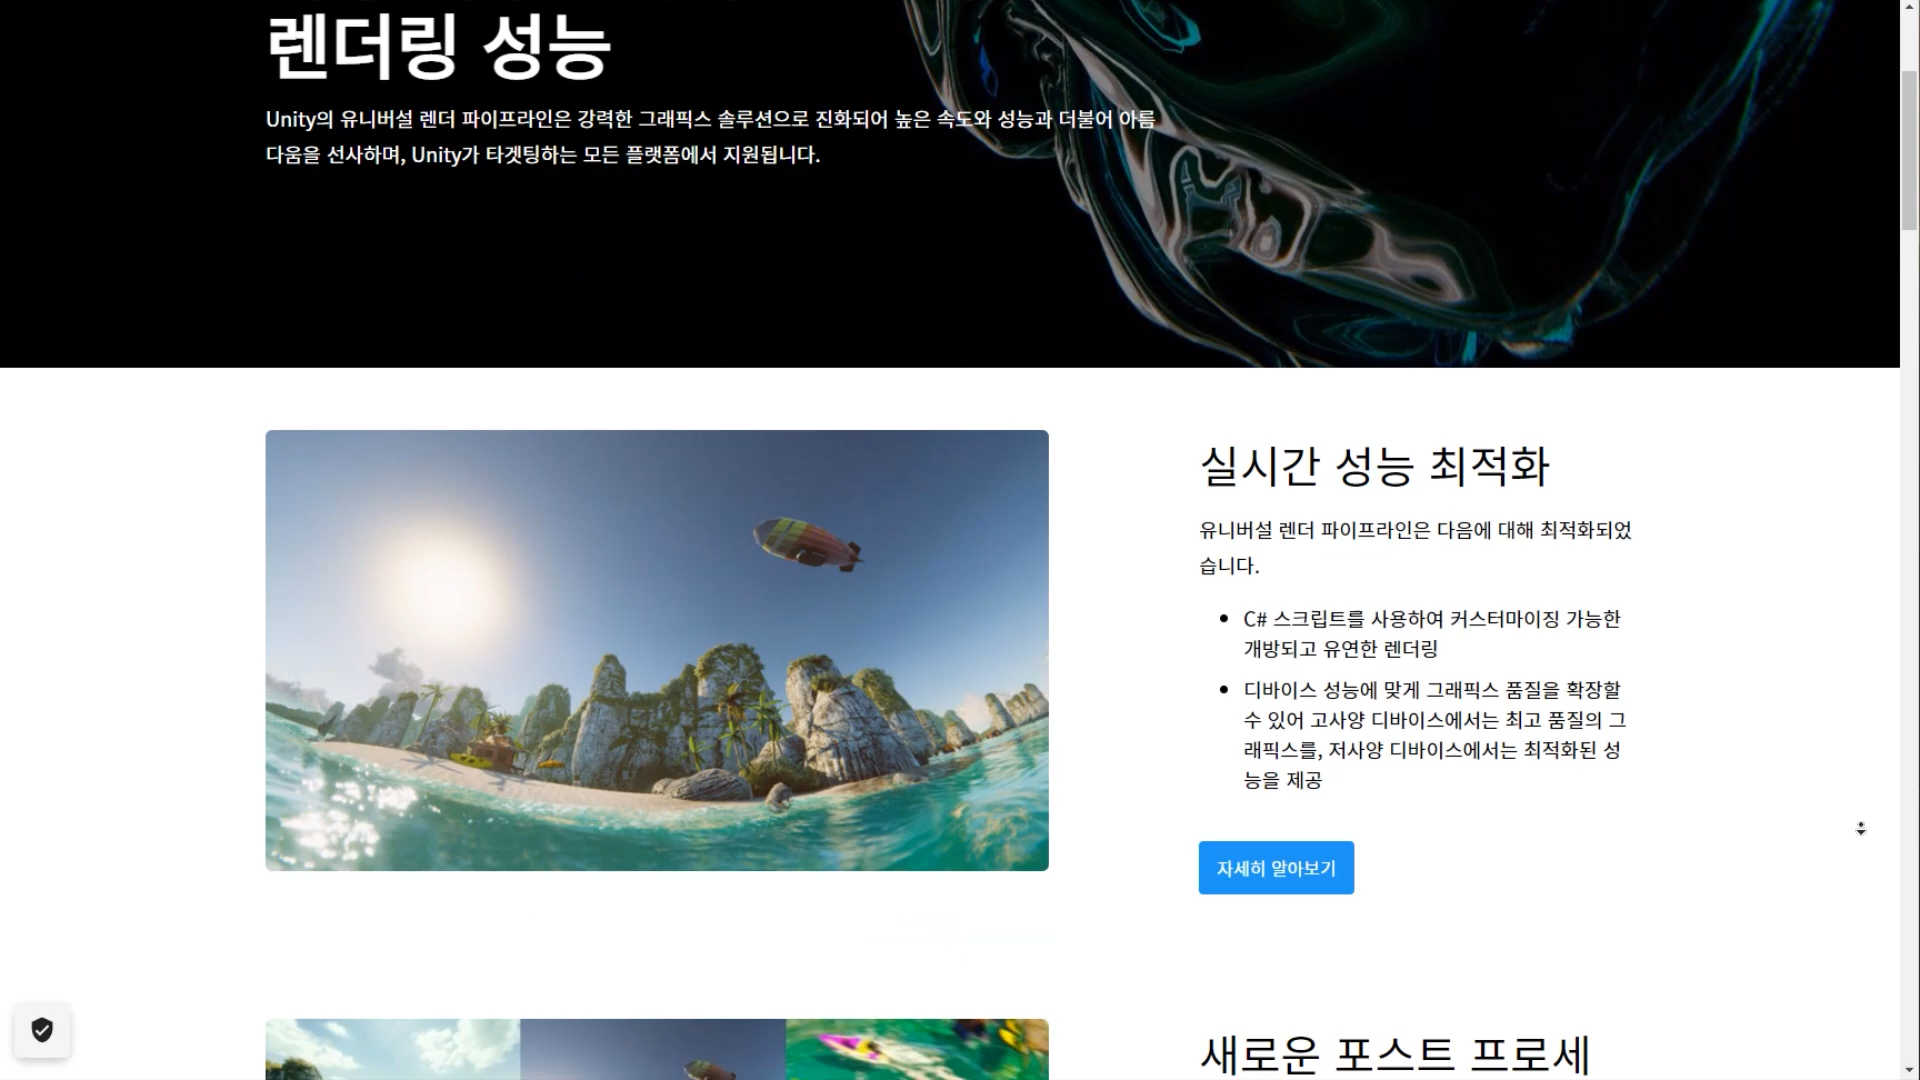 렌더링 성능
Unity의 유니버설 렌더 파이프라인은 강력한 그래픽스 솔루션으로 진화되어 높은 속도와 성능과 더불어 아름
다움을 선사하며, Unity가 타겟팅하는 모든 플랫폼에서 지원됩니다.
실시간 성능 최적화
유니버설 렌더 파이프라인은 다음에 대해 최적화되었
습니다.
• C# 스크립트를 사용하여 커스터마이징 가능한
개방되고 유연한 렌더링
• 디바이스 성능에 맞게 그래픽스 품질을 확장할
수 있어 고사양 디바이스에서는 최고 품질의 그
래픽스를, 저사양 디바이스에서는 최적화된 성
능을 제공
자세히 알아보기
새로운 포스트 프로세